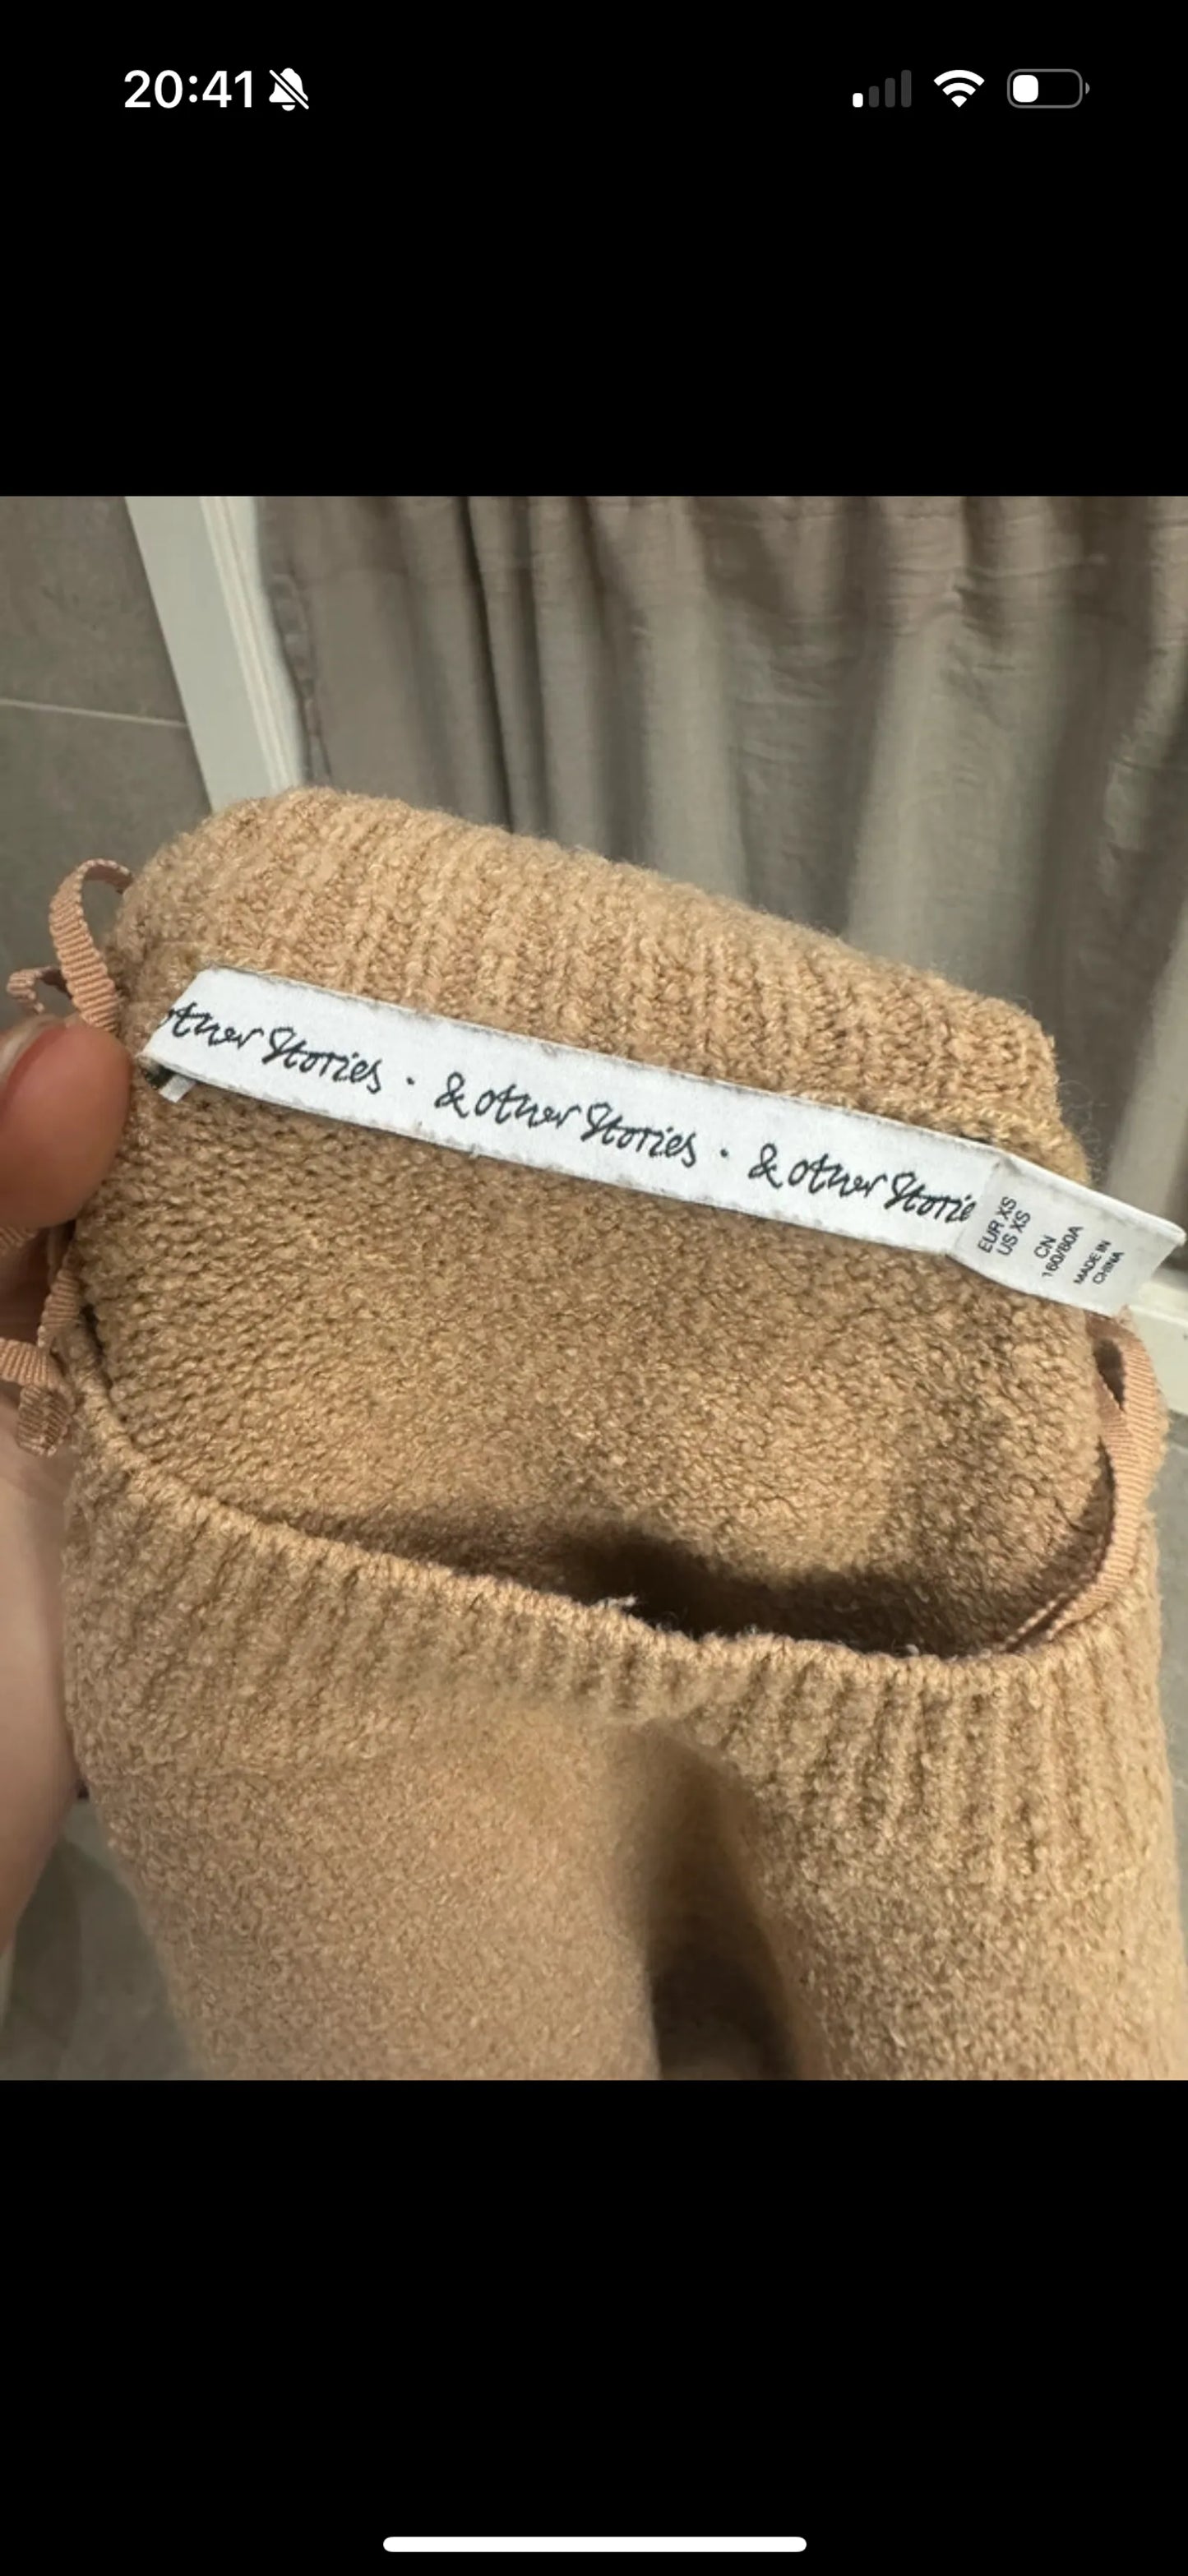 20:41
other Stories · & other Stories · & other Storie
EUR XS
US XS
CN
160/80A
MADE IN
CHINA